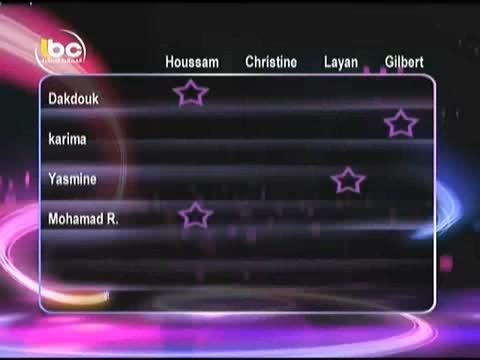 lbc
Houssam Christine Layan Gilbert
Dakdouk
karima
Yasmine
Mohamad R.